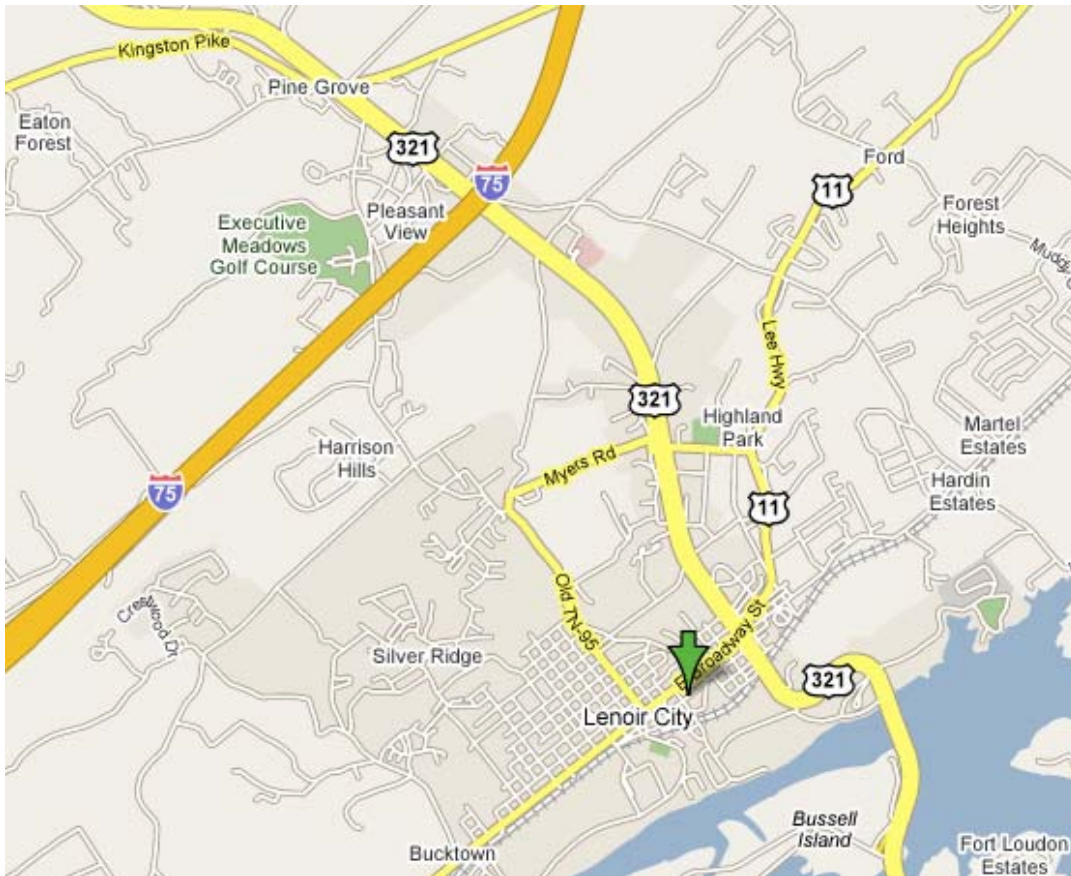 Kingston Pike
Pine Grove
Eaton
Forest
321
Ford
75
11
Pleasant
View
Executive
Meadows
Golf Course
Forest
Heights
Lee Hwy
321
Highland
Park
Martel
Estates
Harrison
Hills
Myers Rd
75
Hardin
Estates
11
Old TN-95
Crestwood Dr
Silver Ridge
E Broadway St
321
Lenoir City
Bussell
Island
Bucktown
Fort Loudon
Estates